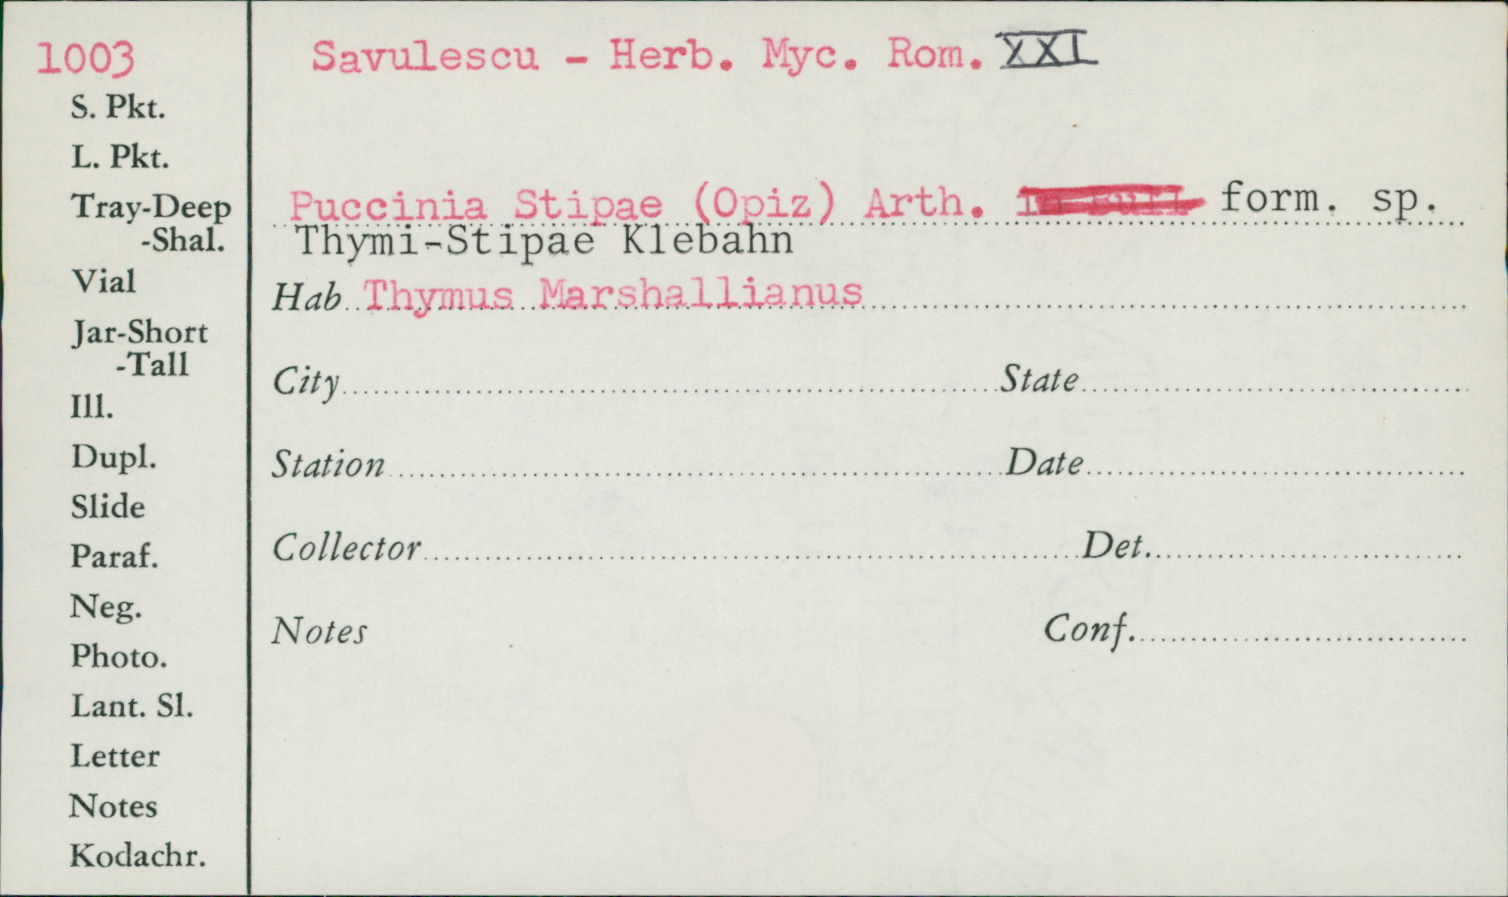 1003
Savulescu - Herb. Myc. Rom. XXI
S. Pkt.
L. Pkt.
Tray-Deep
-Shal.
Vial
Jar-Short
-Tall
Ill.
Dupl.
Slide
Paraf.
Neg.
Photo.
Lant. Sl.
Letter
Notes
Kodachr.
Puccinia Stipae (Opiz) Arth. form. sp.
Thymi-Stipae Klebahn
Hab Thymus Marshallianus
City State
Station Date
Collector Det.
Notes Conf.